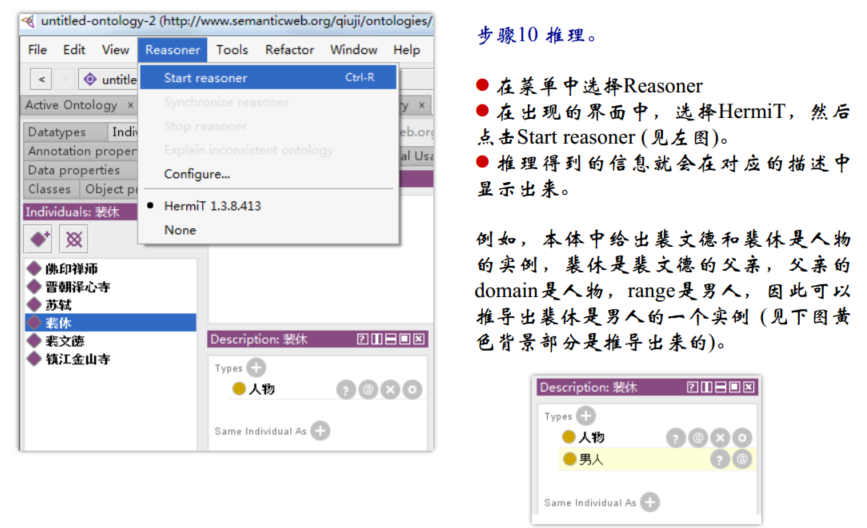 untitled-ontology-2 (http://www.semanticweb.org/qiuji/ontologies/
File Edit View Reasoner Tools Refactor Window Help
< > untitle
Start reasoner Ctrl-R
Synchronize reasoner
Stop reasoner
Explain inconsistent ontology
Configure...
HermiT 1.3.8.413
None
Active Ontology ×
ry ×
Datatypes Indiv
eb.org
Annotation proper
al Usa
Data properties
Classes Object pr
Individuals: 裴休
佛印禅师
晋朝泽心寺
苏轼
裴休
裴文德
镇江金山寺
Description: 裴休
Types
人物
Same Individual As
步骤10 推理。
● 在菜单中选择Reasoner
● 在出现的界面中，选择HermiT，然后
点击Start reasoner (见左图)。
● 推理得到的信息就会在对应的描述中
显示出来。
例如，本体中给出裴文德和裴休是人物
的实例，裴休是裴文德的父亲，父亲的
domain是人物，range是男人，因此可以
推导出裴休是男人的一个实例 (见下图黄
色背景部分是推导出来的)。
Description: 裴休
Types
人物
男人
Same Individual As